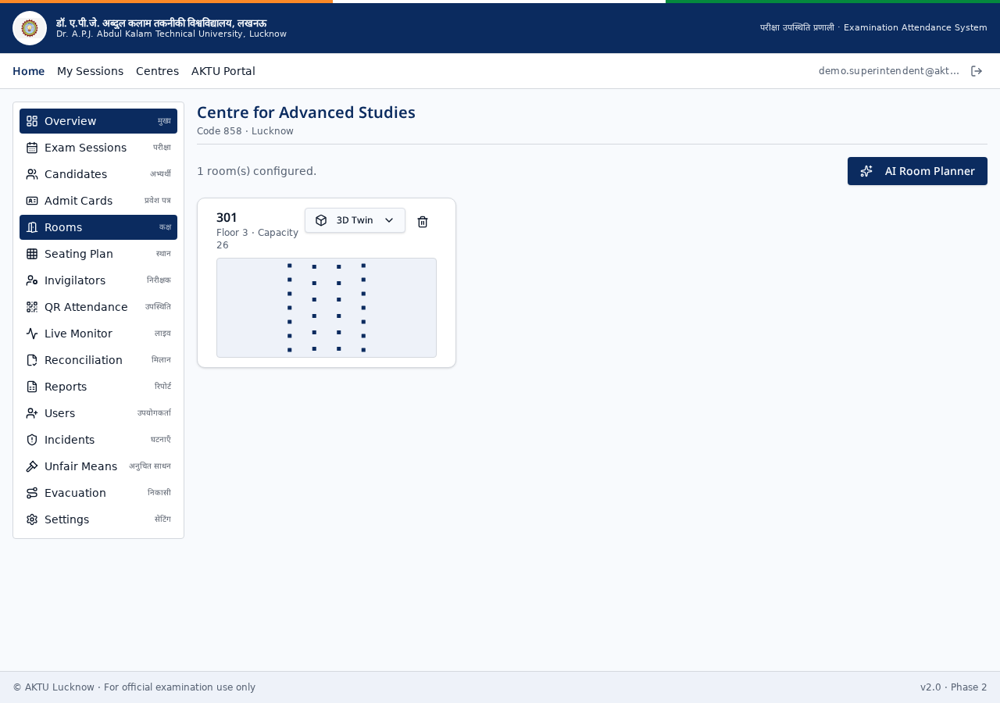 डॉ. ए.पी.जे. अब्दुल कलाम तकनीकी विश्वविद्यालय, लखनऊ
Dr. A.P.J. Abdul Kalam Technical University, Lucknow
परीक्षा उपस्थिति प्रणाली · Examination Attendance System
Home My Sessions Centres AKTU Portal
demo.superintendent@akt...
Overview मुख्य
Exam Sessions परीक्षा
Candidates अभ्यर्थी
Admit Cards प्रवेश पत्र
Rooms कक्ष
Seating Plan स्थान
Invigilators निरीक्षक
QR Attendance उपस्थिति
Live Monitor लाइव
Reconciliation मिलान
Reports रिपोर्ट
Users उपयोगकर्ता
Incidents घटनाएँ
Unfair Means अनुचित साधन
Evacuation निकासी
Settings सेटिंग
Centre for Advanced Studies
Code 858 · Lucknow
1 room(s) configured.
AI Room Planner
301
Floor 3 · Capacity
26
3D Twin
© AKTU Lucknow · For official examination use only
v2.0 · Phase 2